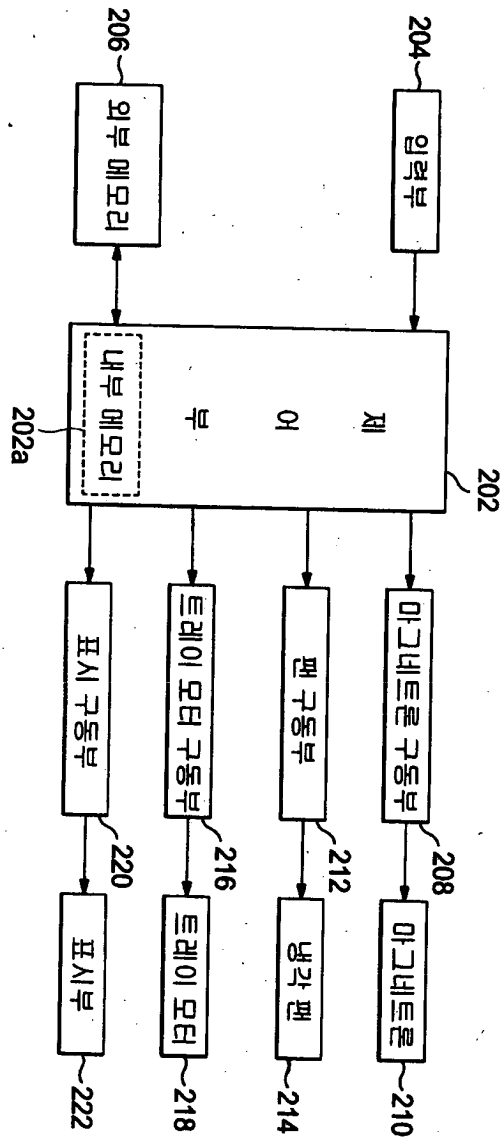 204
입력부
206
외부 메모리
제
어
부
202
내부 메모리
202a
마그네트론 구동부
208
마그네트론
210
팬 구동부
212
냉각 팬
214
트레이 모터 구동부
216
트레이 모터
218
표시 구동부
220
표시부
222